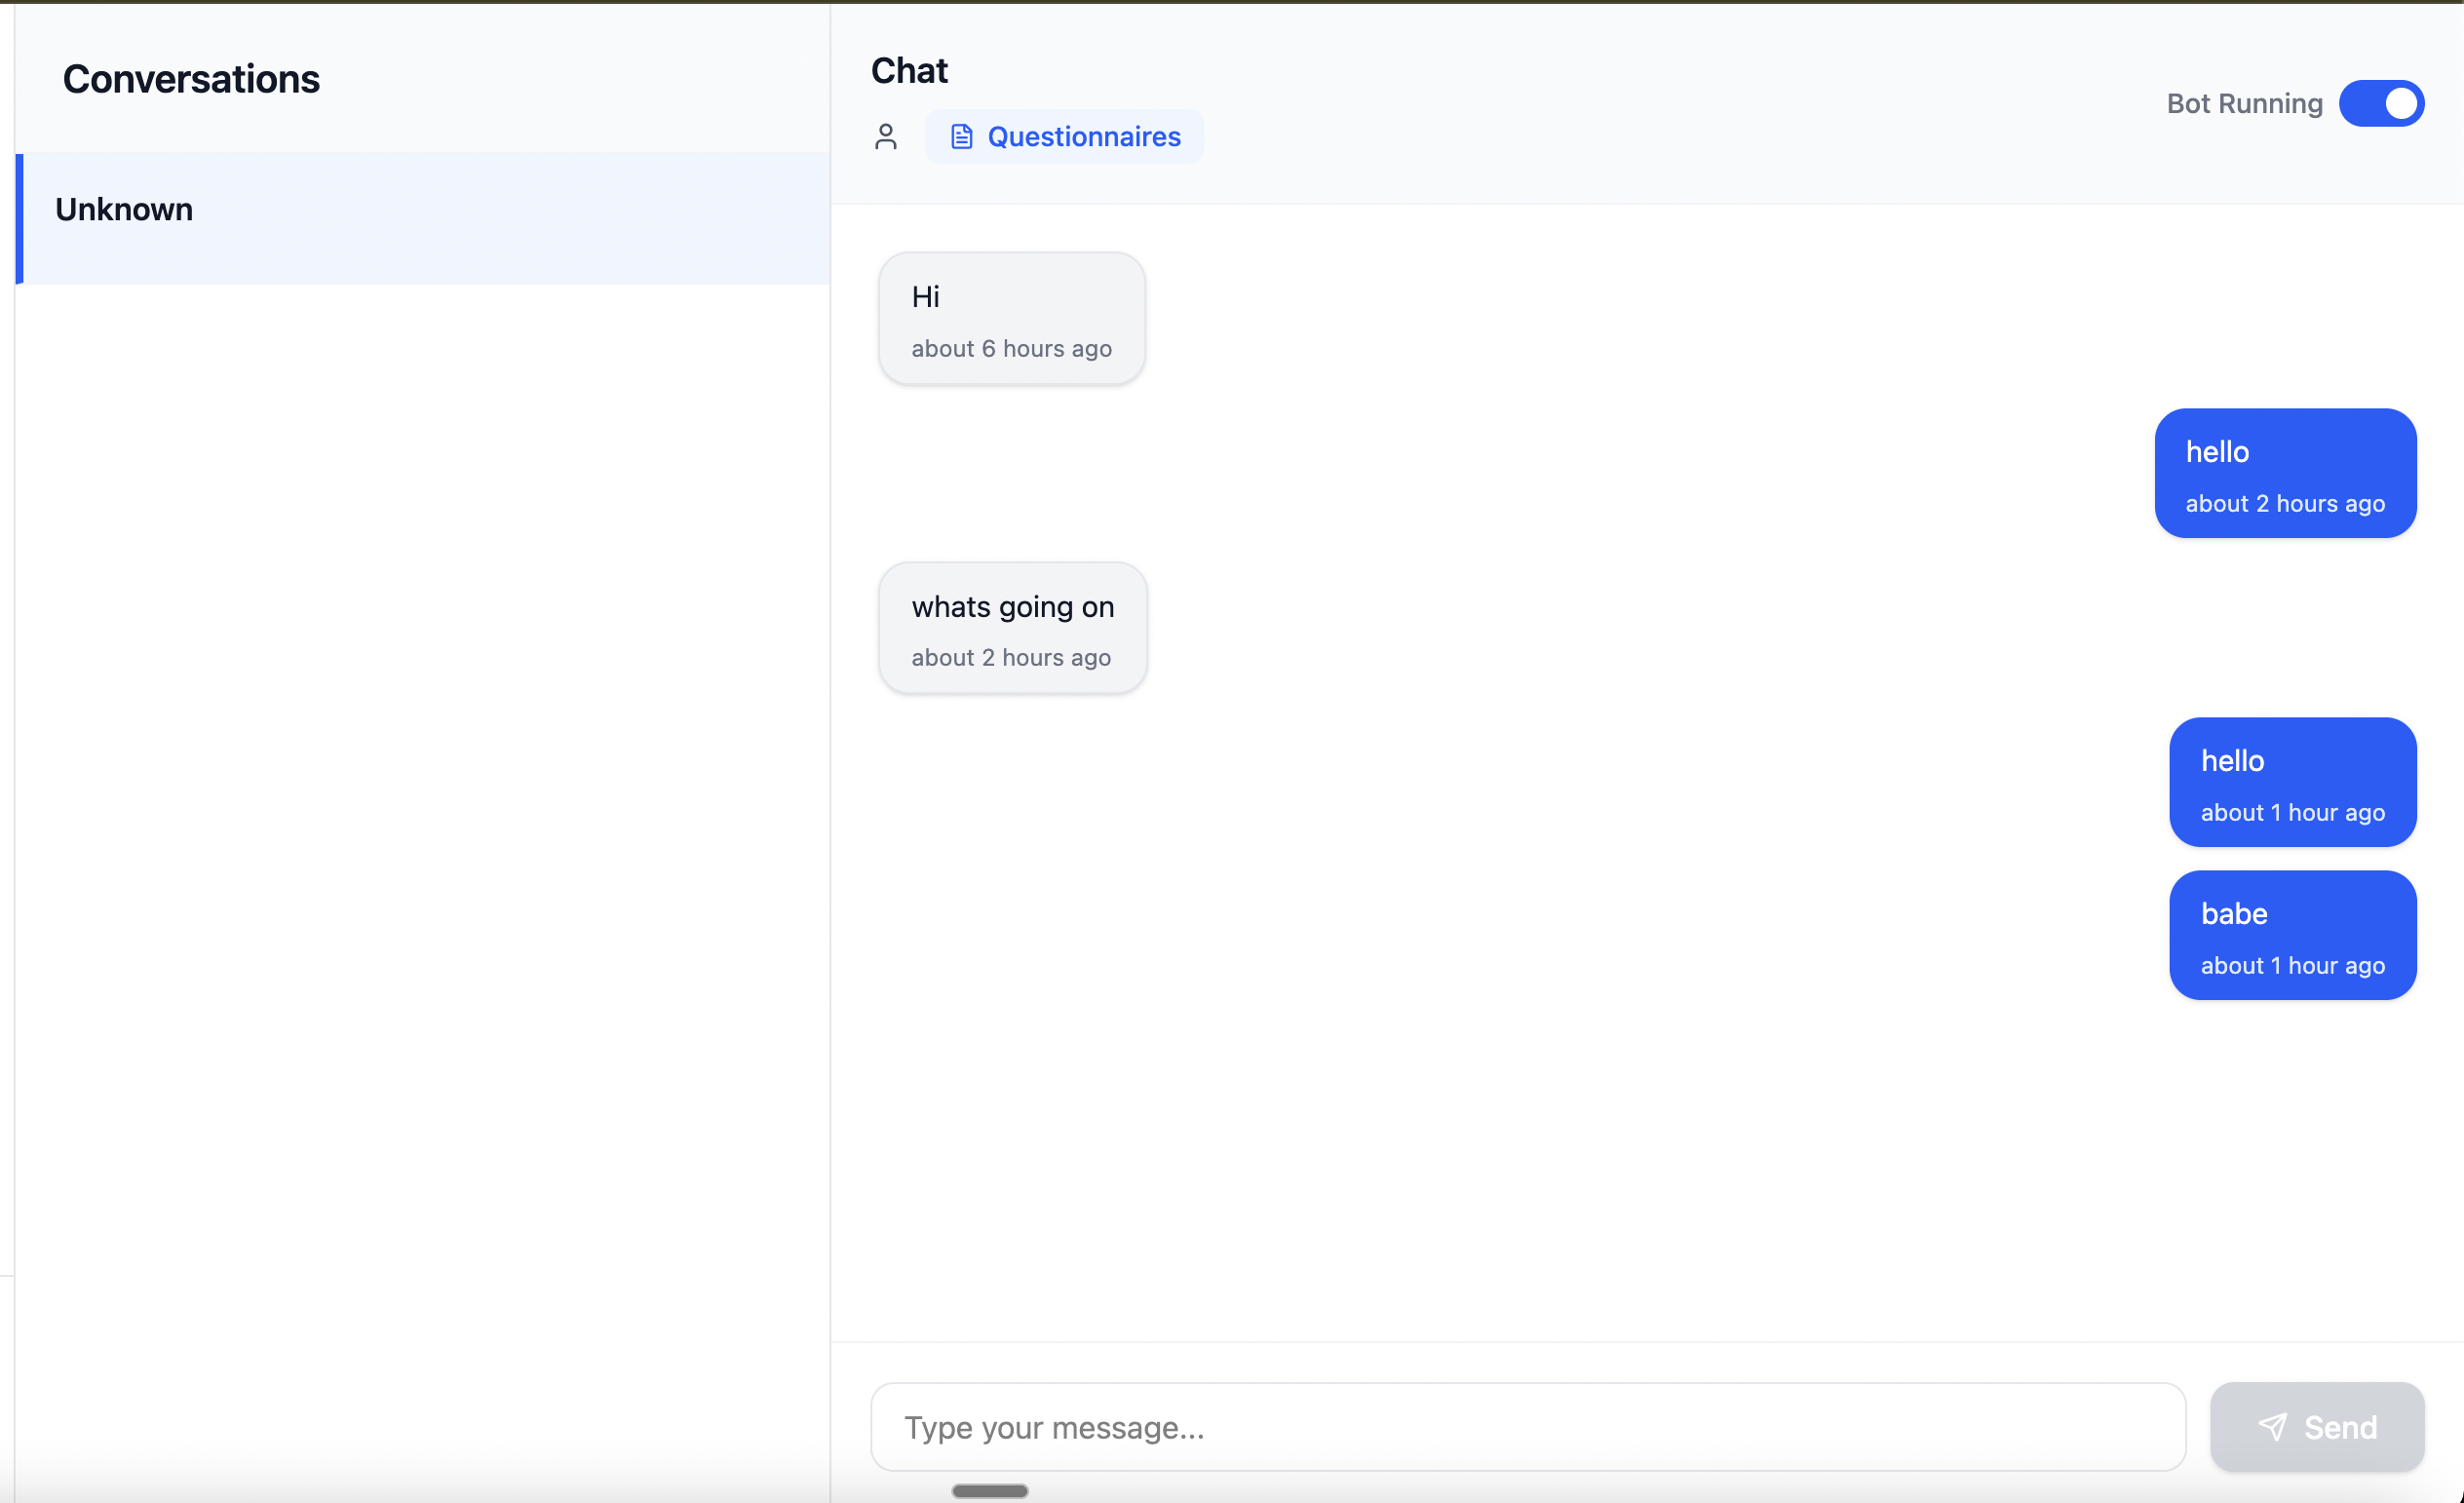 Conversations
Unknown
Chat
Questionnaires
Bot Running
Hi
about 6 hours ago
hello
about 2 hours ago
whats going on
about 2 hours ago
hello
about 1 hour ago
babe
about 1 hour ago
Type your message...
Send